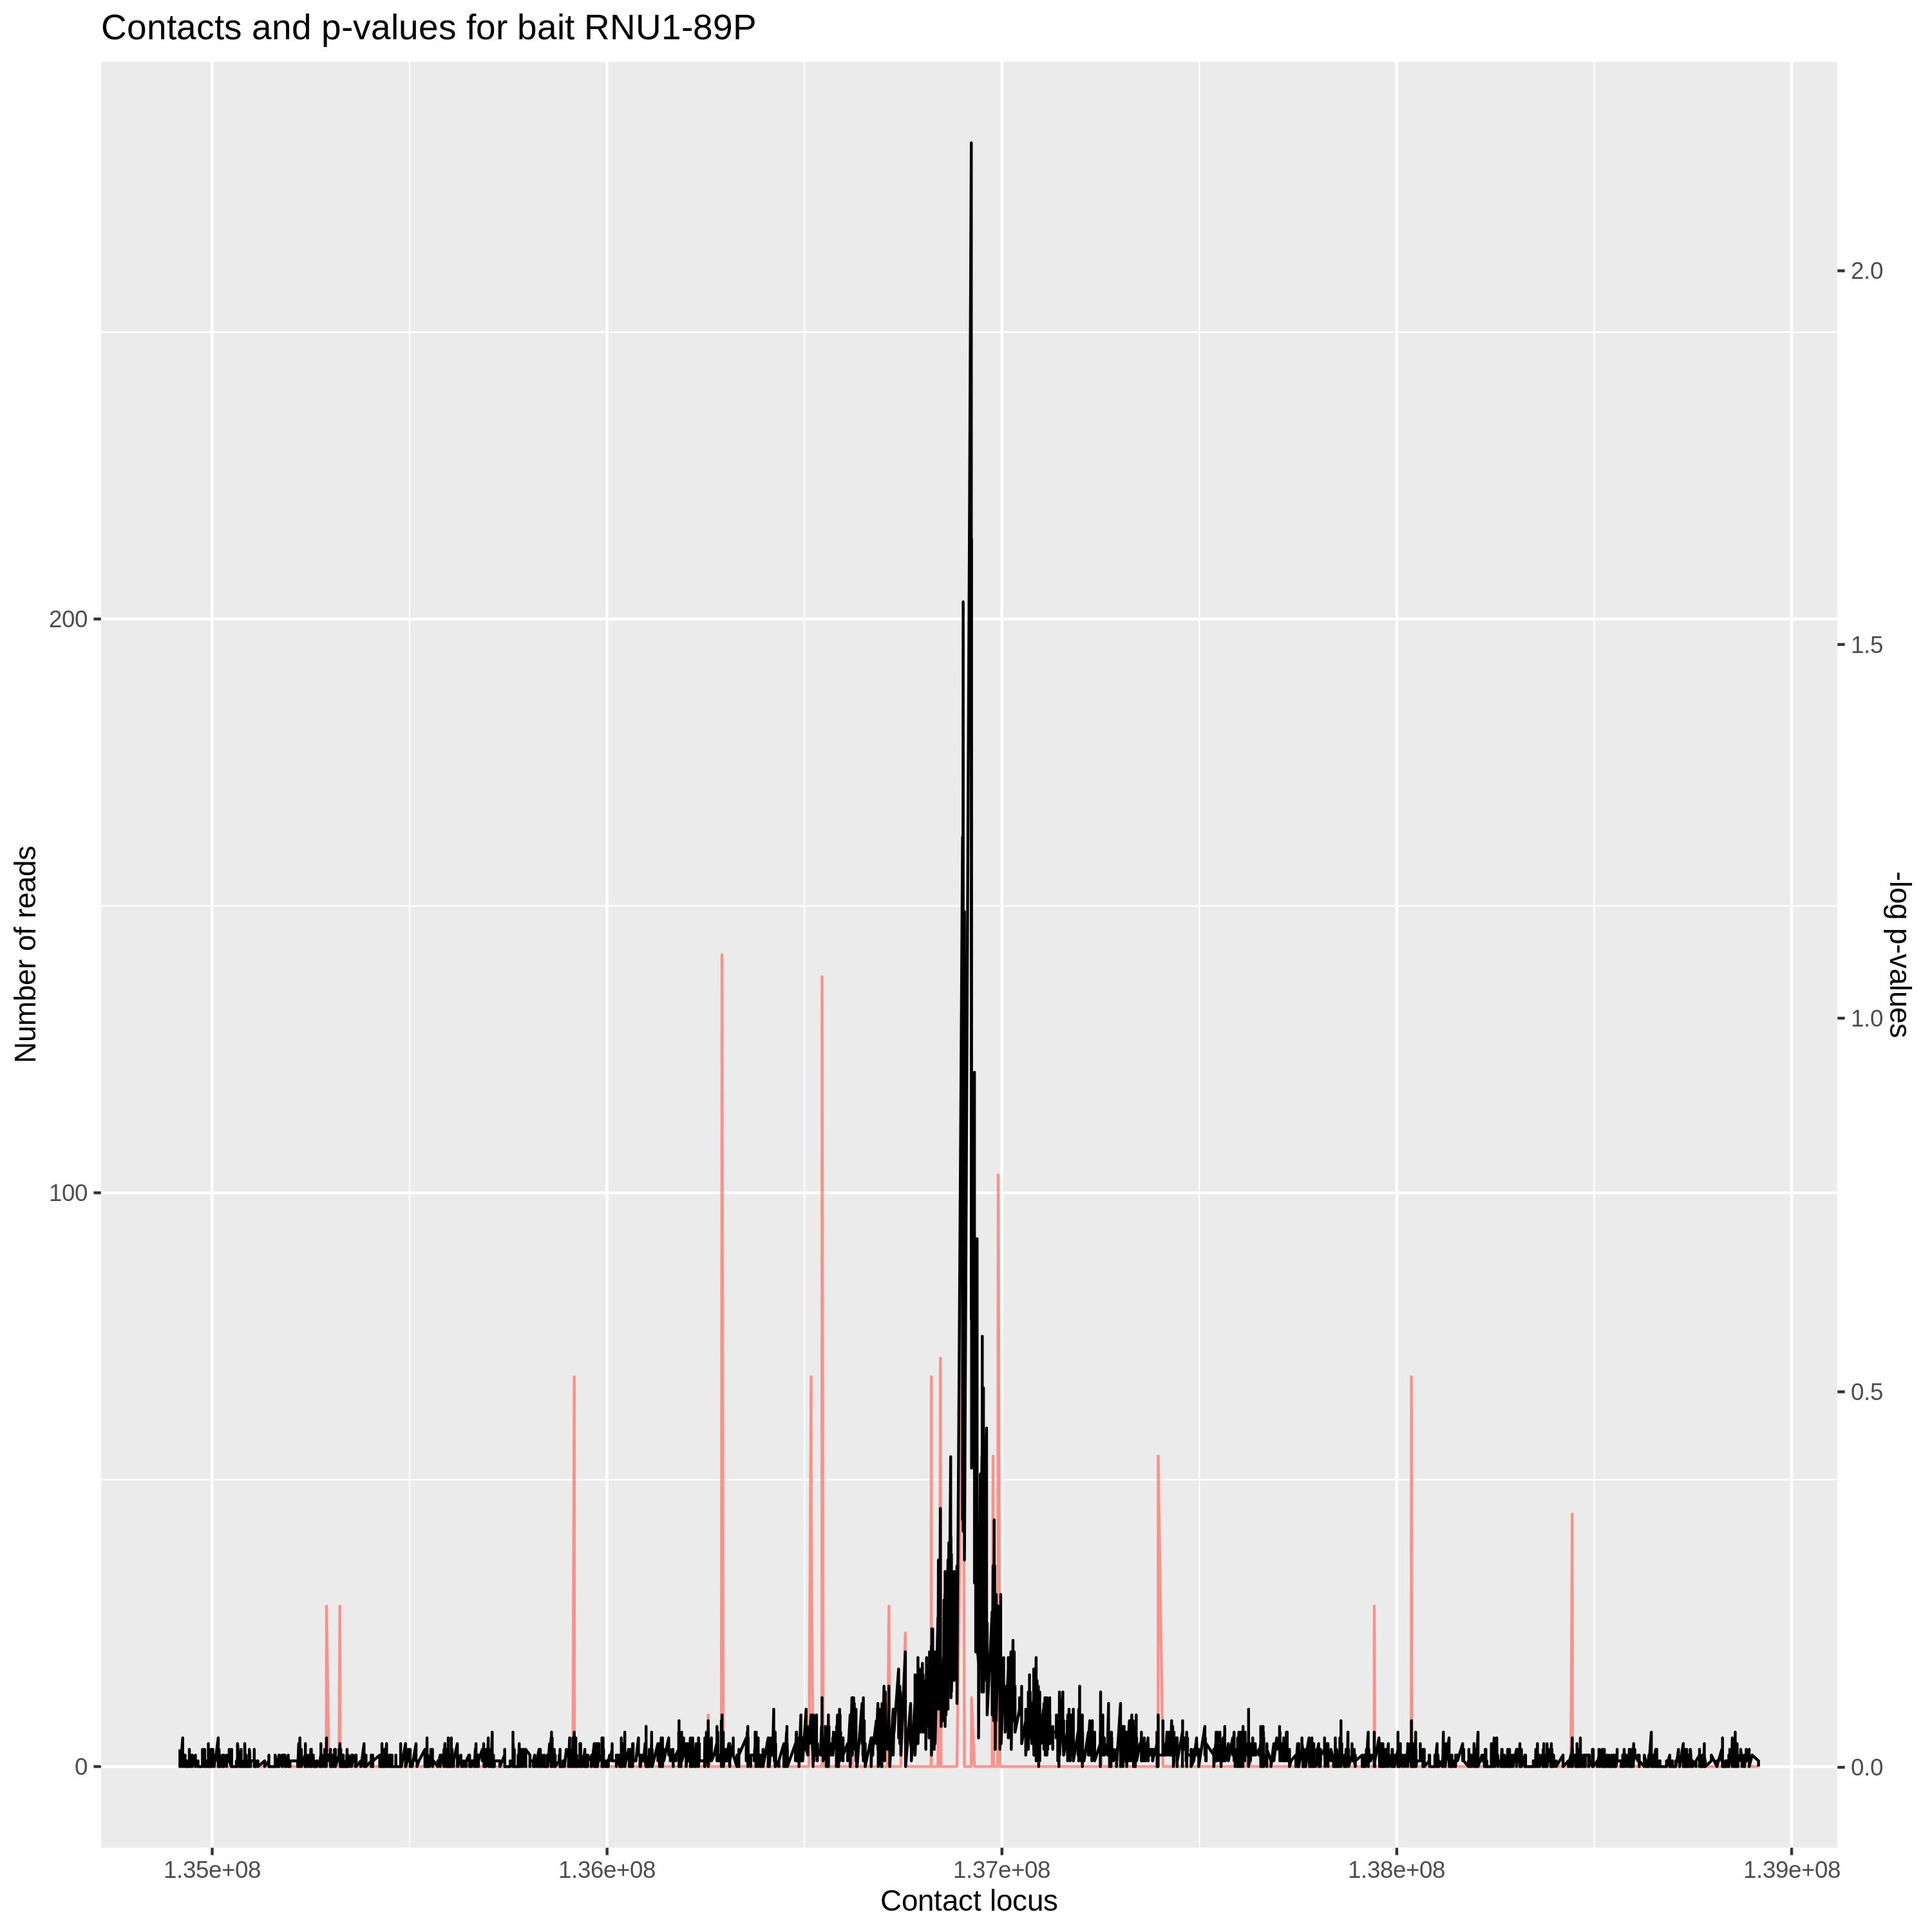 Contacts and p-values for bait RNU1-89P
Number of reads
200
100
0
2.0
1.5
1.0
0.5
0.0
-log p-values
1.35e+08 1.36e+08 1.37e+08 1.38e+08 1.39e+08
Contact locus